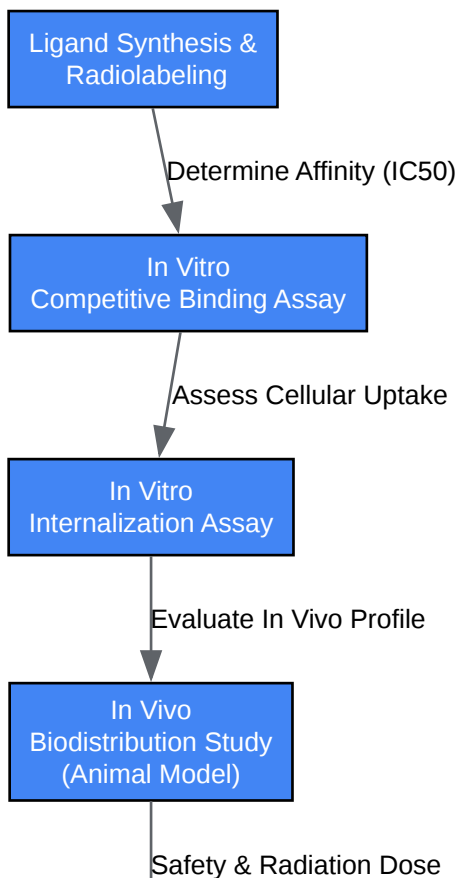 Ligand Synthesis &
Radiolabeling
Determine Affinity (IC50)
In Vitro
Competitive Binding Assay
Assess Cellular Uptake
In Vitro
Internalization Assay
Evaluate In Vivo Profile
In Vivo
Biodistribution Study
(Animal Model)
Safety & Radiation Dose